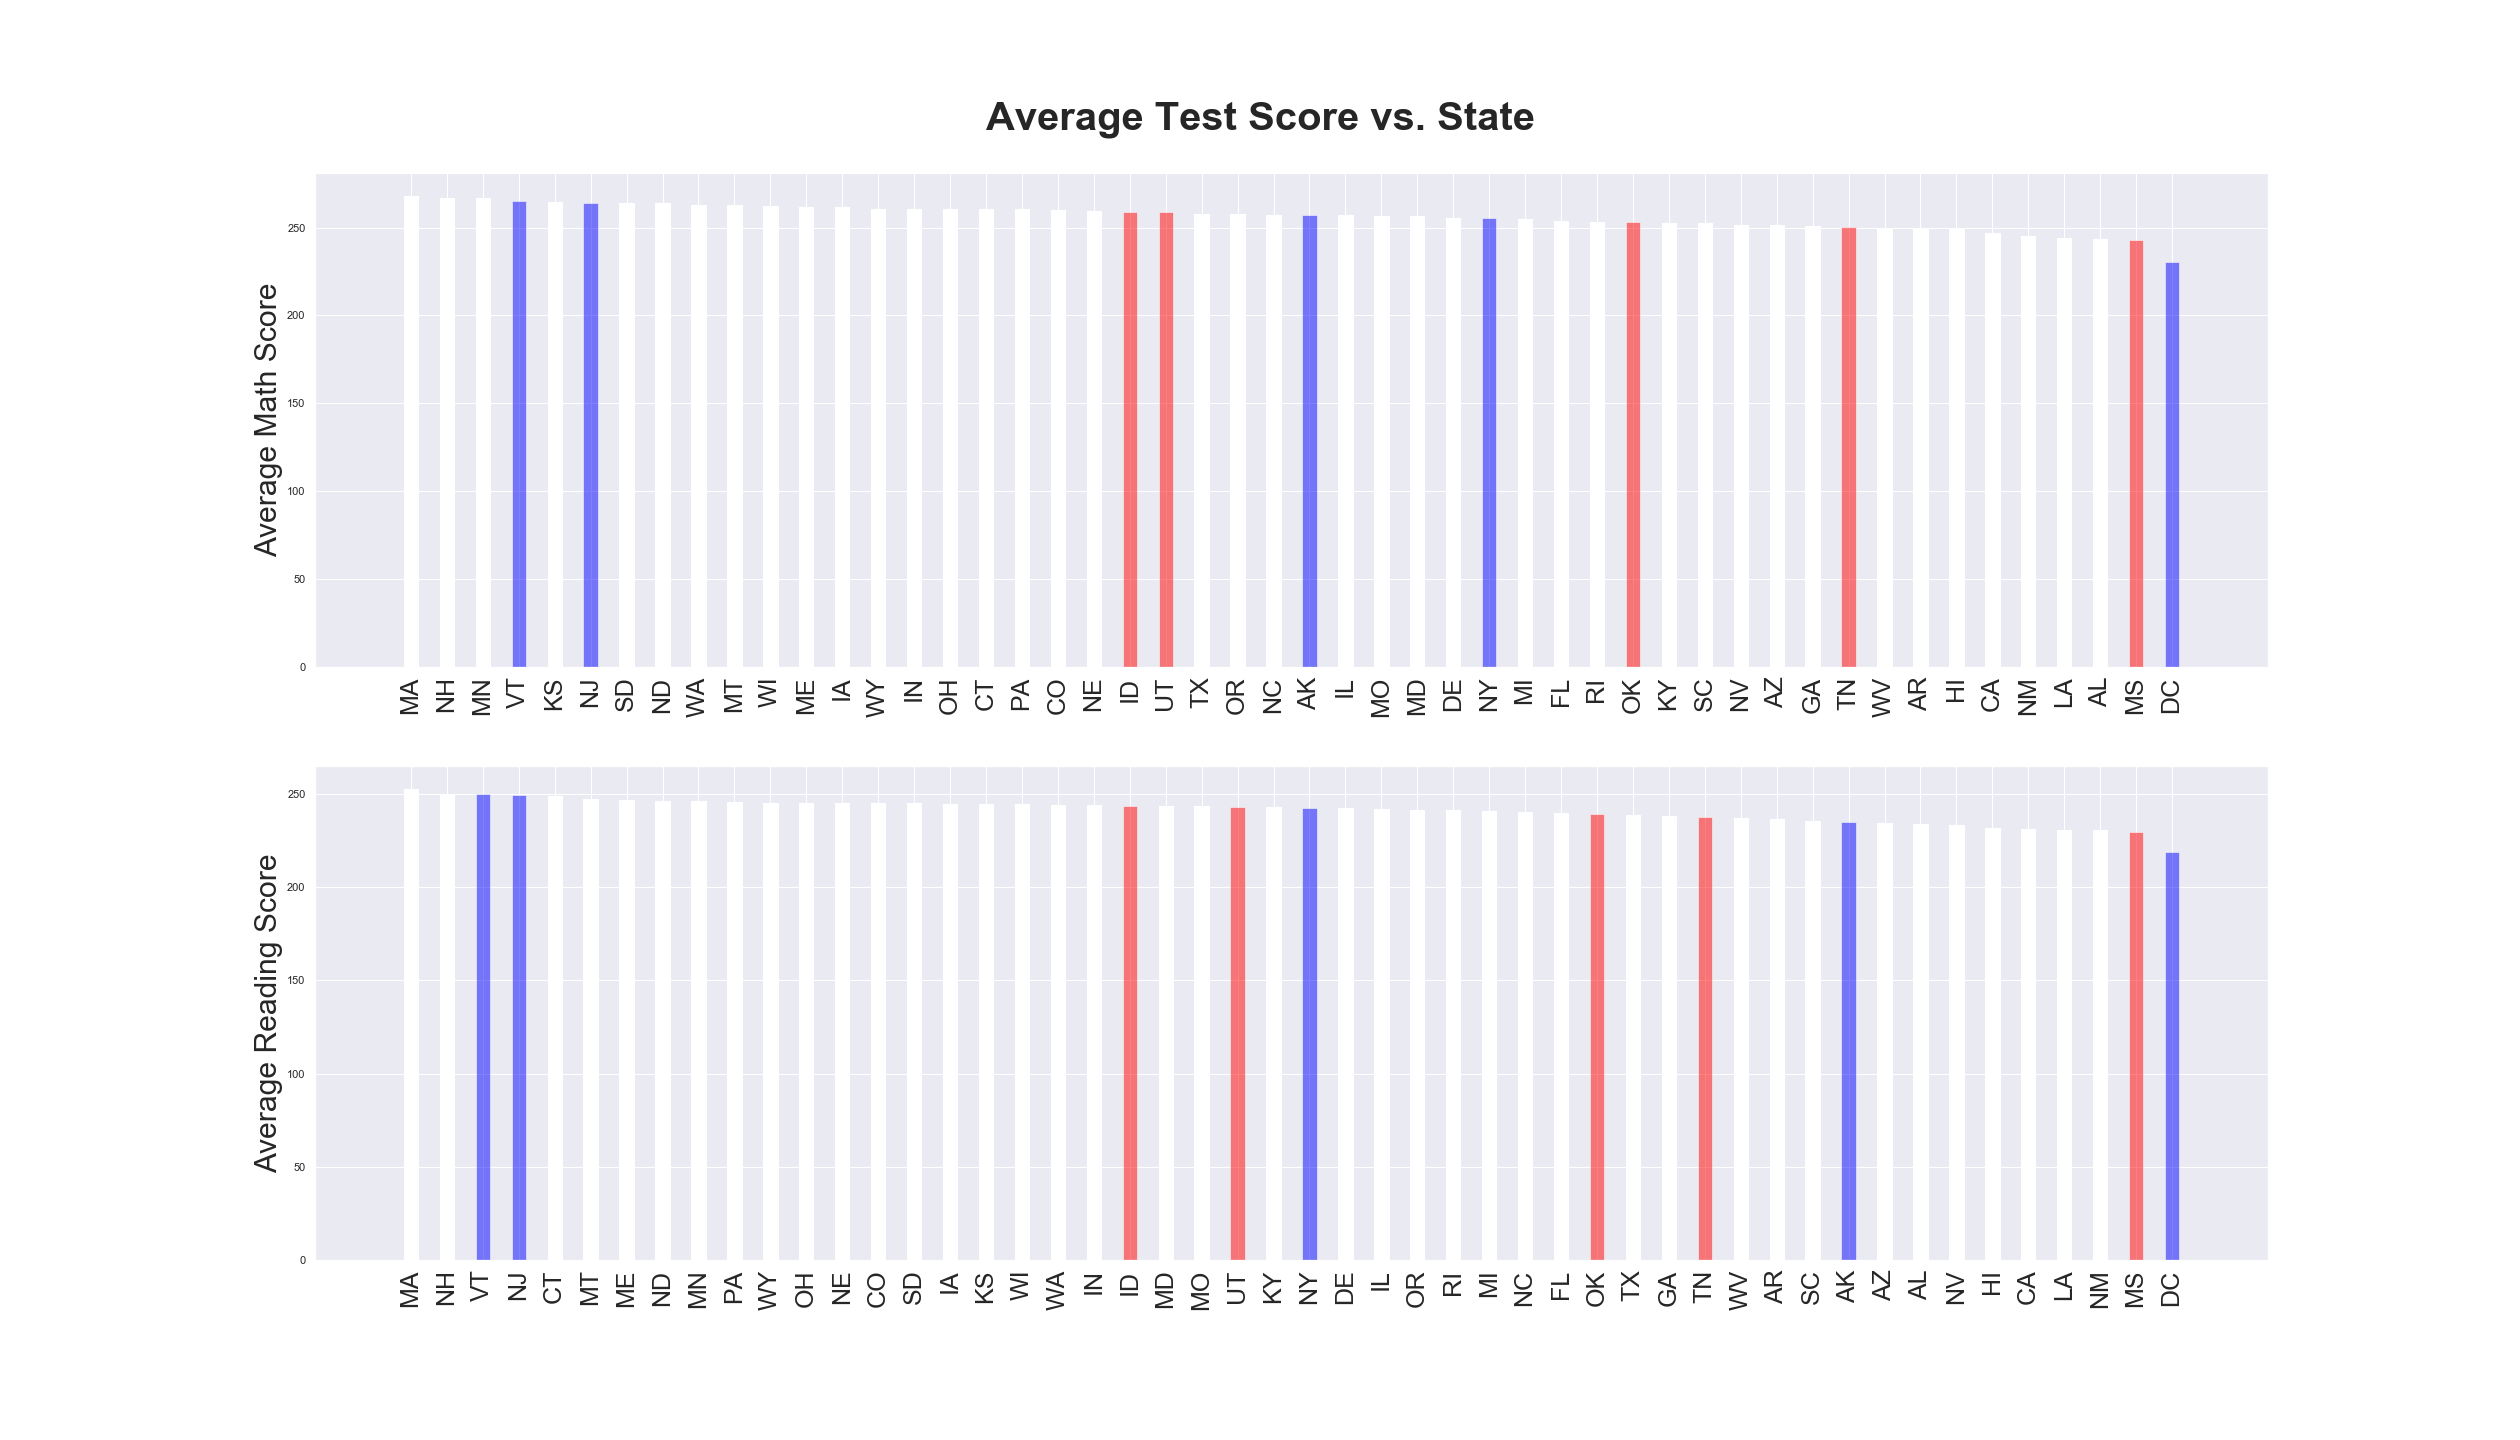 Average Test Score vs. State
Average Math Score
250
200
150
100
50
0
MA NH MN VT KS NJ SD ND WA MT WI ME IA WY IN OH CT PA CO NE ID UT TX OR NC AK IL MO MD DE NY MI FL RI OK KY SC NV AZ GA TN WV AR HI CA NM LA AL MS DC
Average Reading Score
250
200
150
100
50
0
MA NH VT NJ CT MT ME ND MN PA WY OH NE CO SD IA KS WI WA IN ID MD MO UT KY NY DE IL OR RI MI NC FL OK TX GA TN WV AR SC AK AZ AL NV HI CA LA NM MS DC